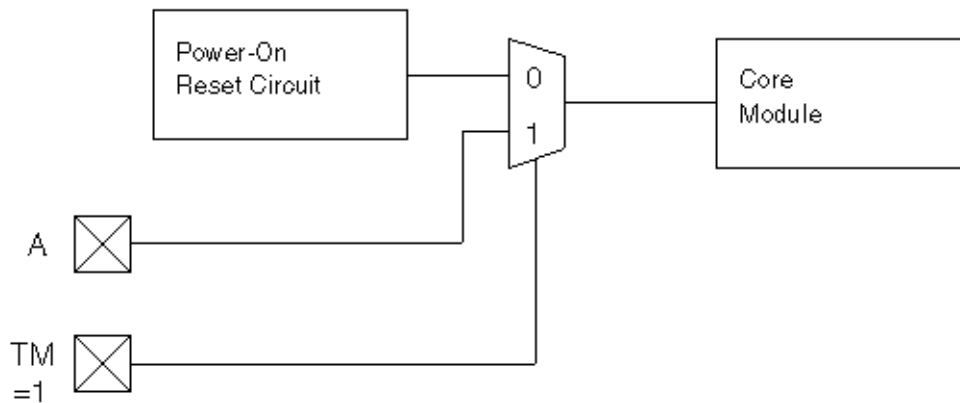 Power-On
Reset Circuit
0
1
Core
Module
A
TM
=1